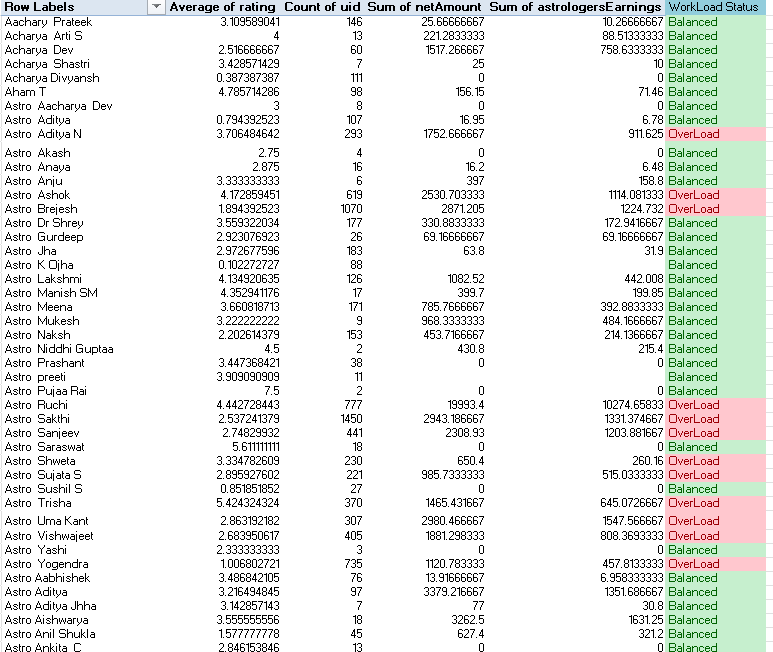 Row Labels Average of rating Count of uid Sum of netAmount Sum of astrologersEarnings WorkLoad Status
Aachary Prateek 3.109589041 146 25.66666667 10.26666667 Balanced
Acharya Arti S 4 13 221.2833333 88.51333333 Balanced
Acharya Dev 2.516666667 60 1517.266667 758.6333333 Balanced
Acharya Shastri 3.428571429 7 25 10 Balanced
Acharya Divyansh 0.387387387 111 0 0 Balanced
Aham T 4.785714286 98 156.15 71.46 Balanced
Astro Aacharya Dev 3 8 0 0 Balanced
Astro Aditya 0.794392523 107 16.95 6.78 Balanced
Astro Aditya N 3.706484642 293 1752.666667 911.625 OverLoad
Astro Akash 2.75 4 0 0 Balanced
Astro Anaya 2.875 16 16.2 6.48 Balanced
Astro Anju 3.333333333 6 397 158.8 Balanced
Astro Ashok 4.172859451 619 2530.703333 1114.081333 OverLoad
Astro Brejesh 1.894392523 1070 2871.205 1224.732 OverLoad
Astro Dr Shrey 3.559322034 177 330.8833333 172.9416667 Balanced
Astro Gurdeep 2.923076923 26 69.16666667 69.16666667 Balanced
Astro Jha 2.972677596 183 63.8 31.9 Balanced
Astro K Ojha 0.102272727 88 Balanced
Astro Lakshmi 4.134920635 126 1082.52 442.008 Balanced
Astro Manish SM 4.352941176 17 399.7 199.85 Balanced
Astro Meena 3.660818713 171 785.7666667 392.8833333 Balanced
Astro Mukesh 3.222222222 9 968.3333333 484.1666667 Balanced
Astro Naksh 2.202614379 153 453.7166667 214.1366667 Balanced
Astro Niddhi Guptaa 4.5 2 430.8 215.4 Balanced
Astro Prashant 3.447368421 38 0 0 Balanced
Astro preeti 3.909090909 11 Balanced
Astro Pujaa Rai 7.5 2 0 0 Balanced
Astro Ruchi 4.442728443 777 19993.4 10274.65833 OverLoad
Astro Sakthi 2.537241379 1450 2943.186667 1331.374667 OverLoad
Astro Sanjeev 2.74829932 441 2308.93 1203.881667 OverLoad
Astro Saraswat 5.611111111 18 0 0 Balanced
Astro Shweta 3.334782609 230 650.4 260.16 OverLoad
Astro Sujata S 2.895927602 221 985.7333333 515.0333333 OverLoad
Astro Sushil S 0.851851852 27 0 0 Balanced
Astro Trisha 5.424324324 370 1465.431667 645.0726667 OverLoad
Astro Uma Kant 2.863192182 307 2980.466667 1547.566667 OverLoad
Astro Vishwajeet 2.683950617 405 1881.298333 808.3693333 OverLoad
Astro Yashi 2.333333333 3 0 0 Balanced
Astro Yogendra 1.006802721 735 1120.783333 457.8133333 OverLoad
Astro Aabhishek 3.486842105 76 13.91666667 6.958333333 Balanced
Astro Aditya 3.216494845 97 3379.216667 1351.686667 Balanced
Astro Aditya Jhha 3.142857143 7 77 30.8 Balanced
Astro Aishwarya 3.555555556 18 3262.5 1631.25 Balanced
Astro Anil Shukla 1.577777778 45 627.4 321.2 Balanced
Astro Ankita C 2.846153846 13 0 0 Balanced